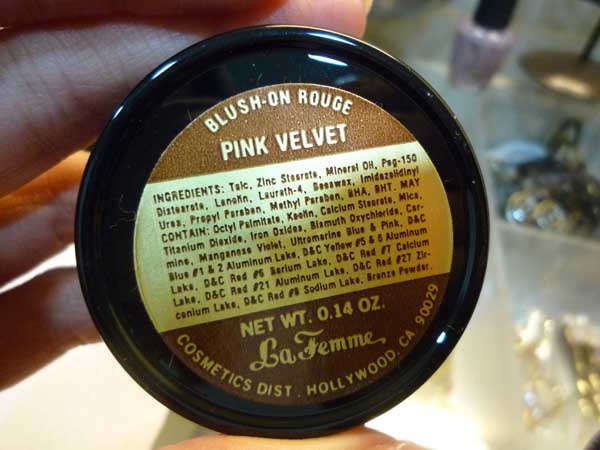 BLUSH-ON ROUGE
PINK VELVET
INGREDIENTS: Talc, Zinc Stearate, Mineral Oil, Peg-150
Distearate, Lanolin, Laurath-4, Beeswax, Imidazolidinyl
Urea, Propyl Paraben, Methyl Paraben, BHA, BHT. MAY
CONTAIN: Octyl Palmitate, Kaolin, Calcium Stearate, Mica,
Titanium Dioxide, Iron Oxides, Bismuth Oxychloride, Car-
mine, Manganese Violet, Ultramarine Blue & Pink, D&C
Blue #1 & 2 Aluminum Lake, D&C Yellow #5 & 6 Aluminum
Lake, D&C Red #6 Barium Lake, D&C Red #7 Calcium
Lake, D&C Red #21 Aluminum Lake, D&C Red #27 Zir-
conium Lake, D&C Red #9 Sodium Lake, Bronze Powder.
NET WT. 0.14 OZ.
La Femme
COSMETICS DIST. HOLLYWOOD, CA 90029